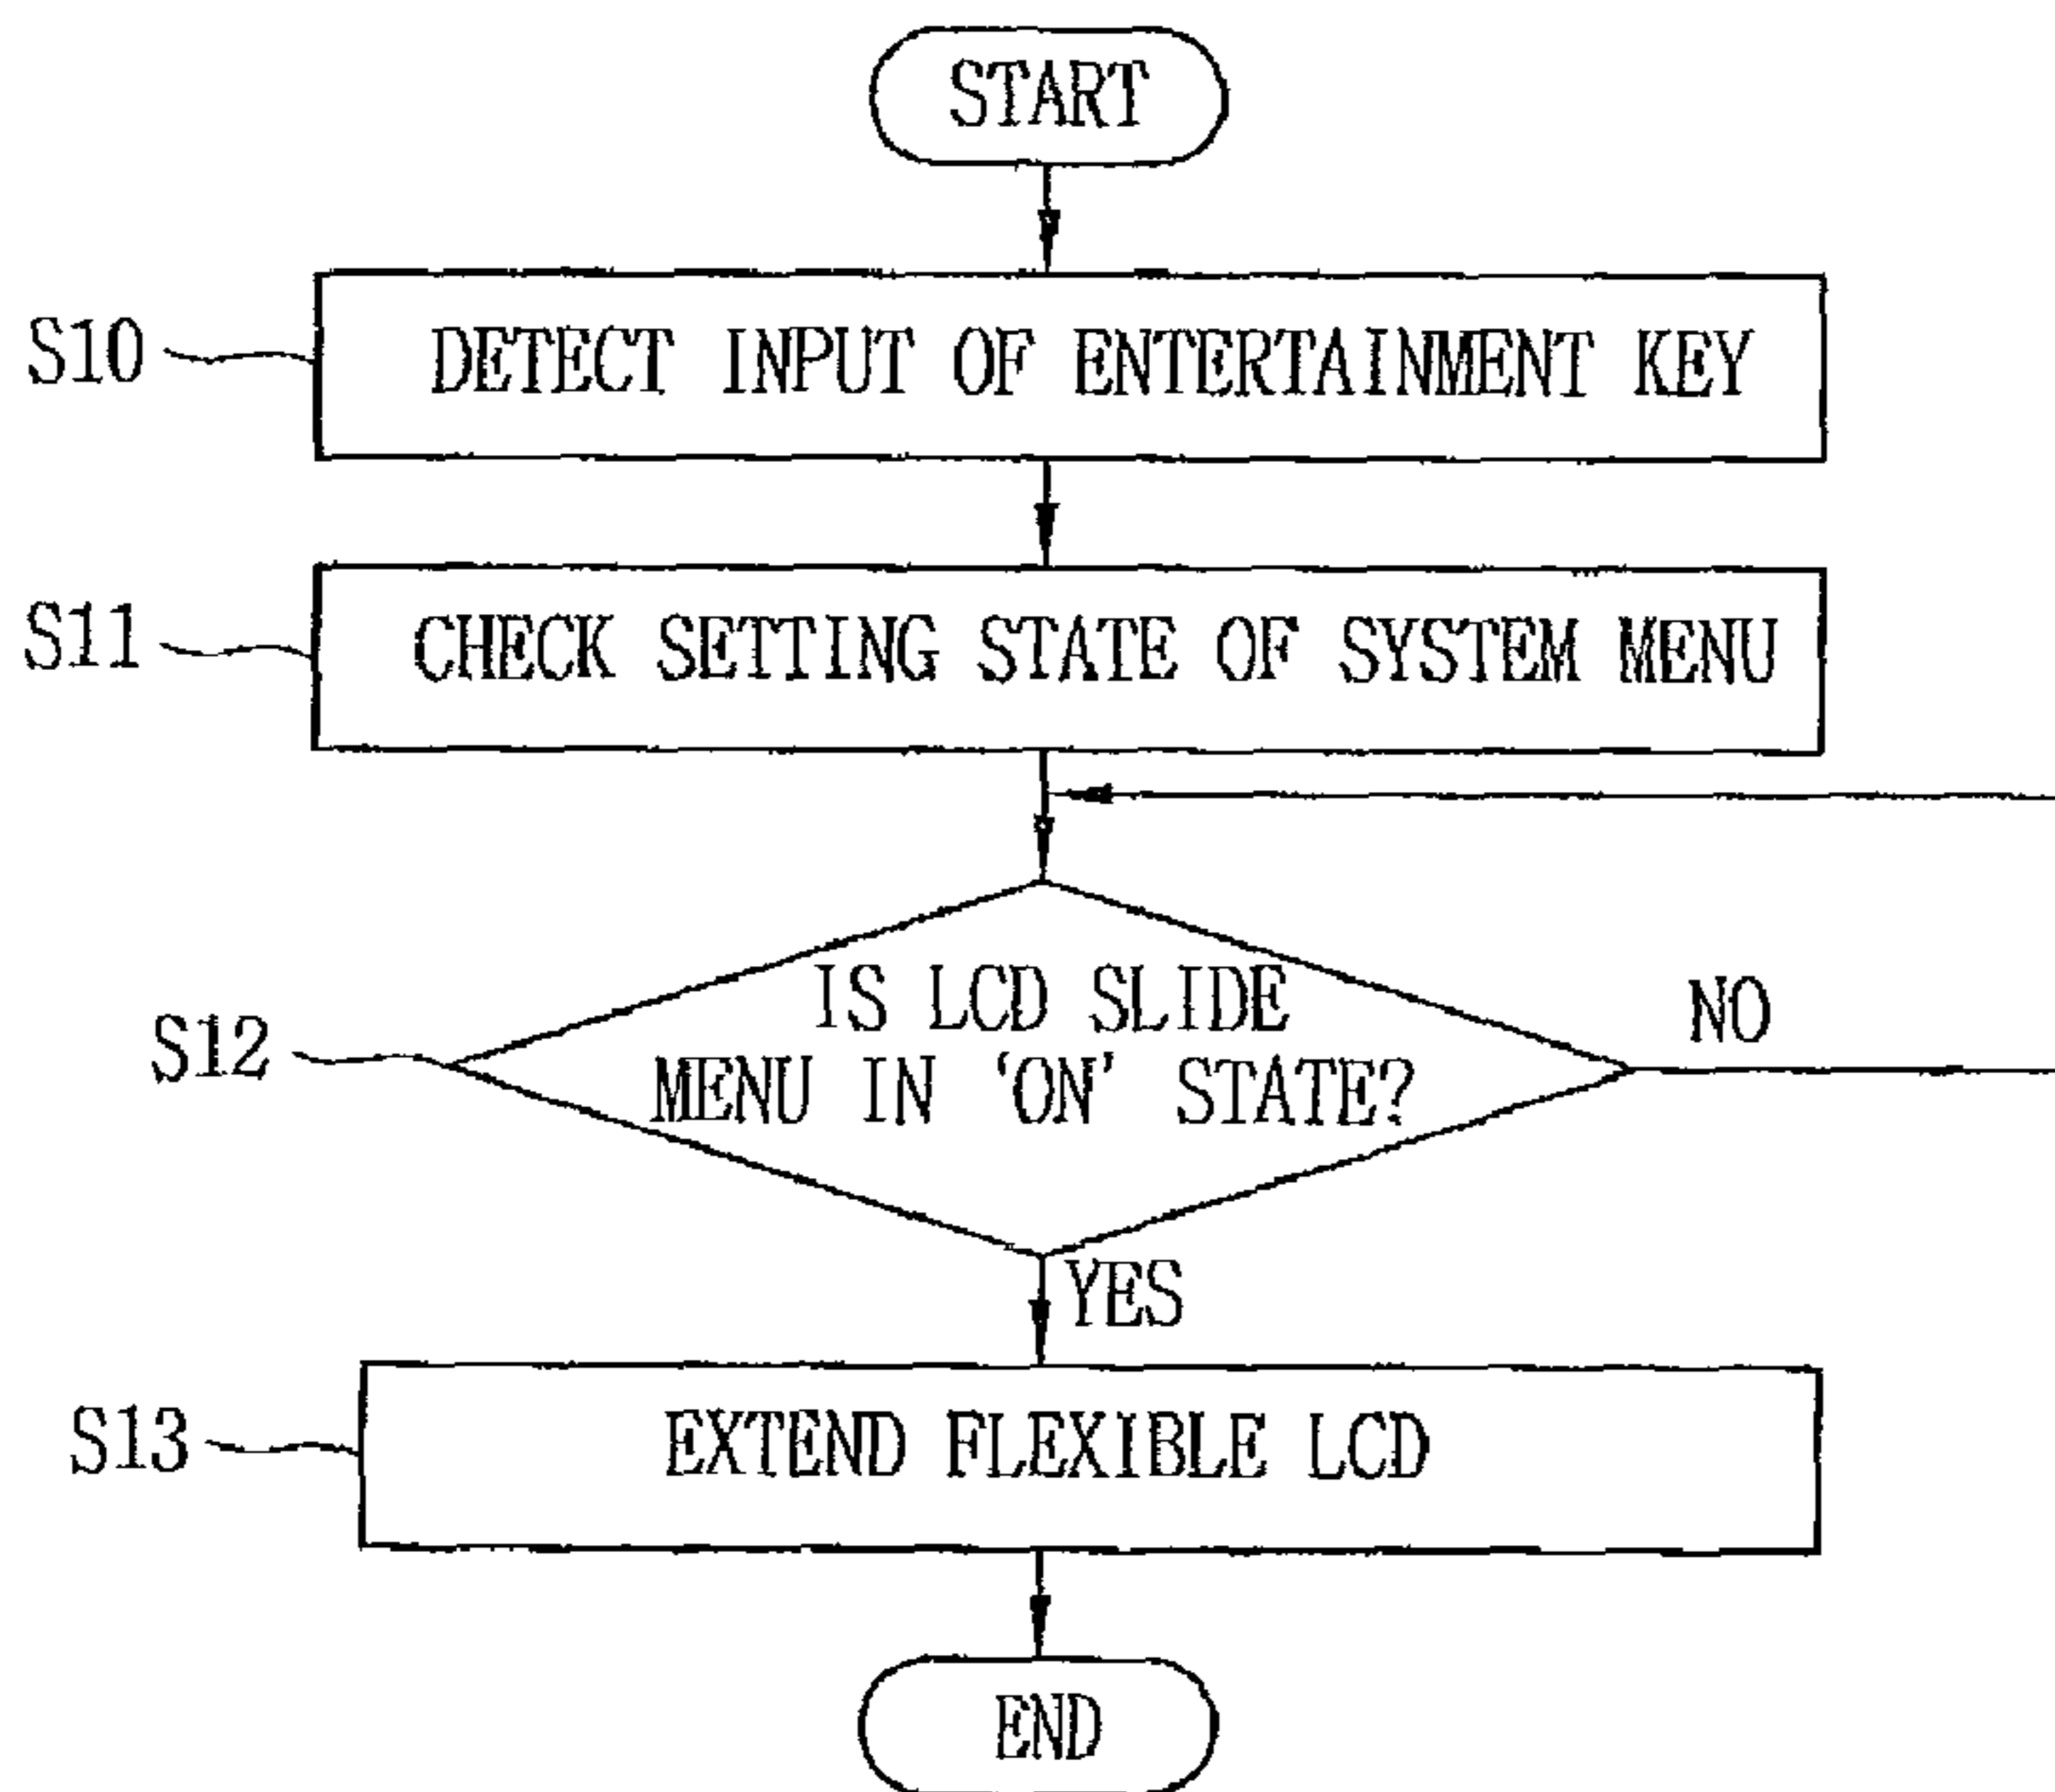 START
S10
DETECT INPUT OF ENTERTAINMENT KEY
S11
CHECK SETTING STATE OF SYSTEM MENU
S12
IS LCD SLIDE
MENU IN 'ON' STATE?
NO
YES
S13
EXTEND FLEXIBLE LCD
END